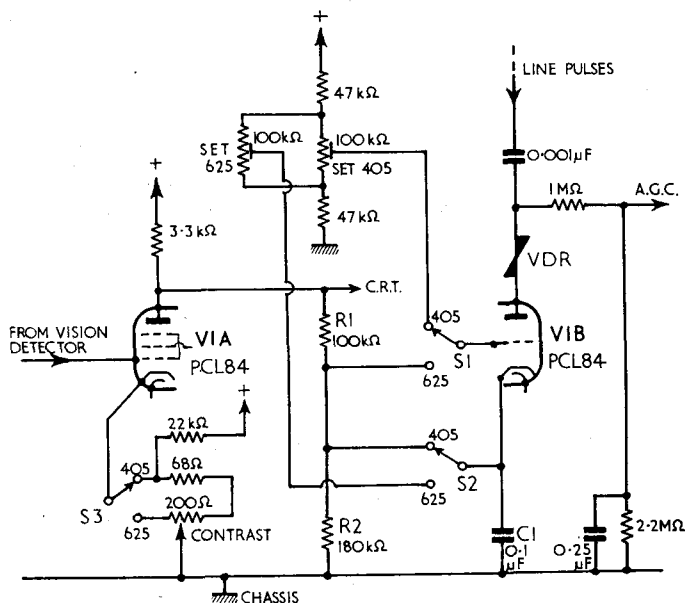 +
47kΩ
100kΩ
SET
625
100kΩ
SET 405
47kΩ
LINE PULSES
0·001µF
1MΩ
A.G.C.
VDR
+
3·3kΩ
C.R.T.
FROM VISION
DETECTOR
V1A
PCL84
R1
100kΩ
405
S1
625
V1B
PCL84
22kΩ
+
405
68Ω
200Ω
S3
625
CONTRAST
405
S2
625
R2
180kΩ
C1
0·1
µF
0·25
µF
2·2MΩ
CHASSIS